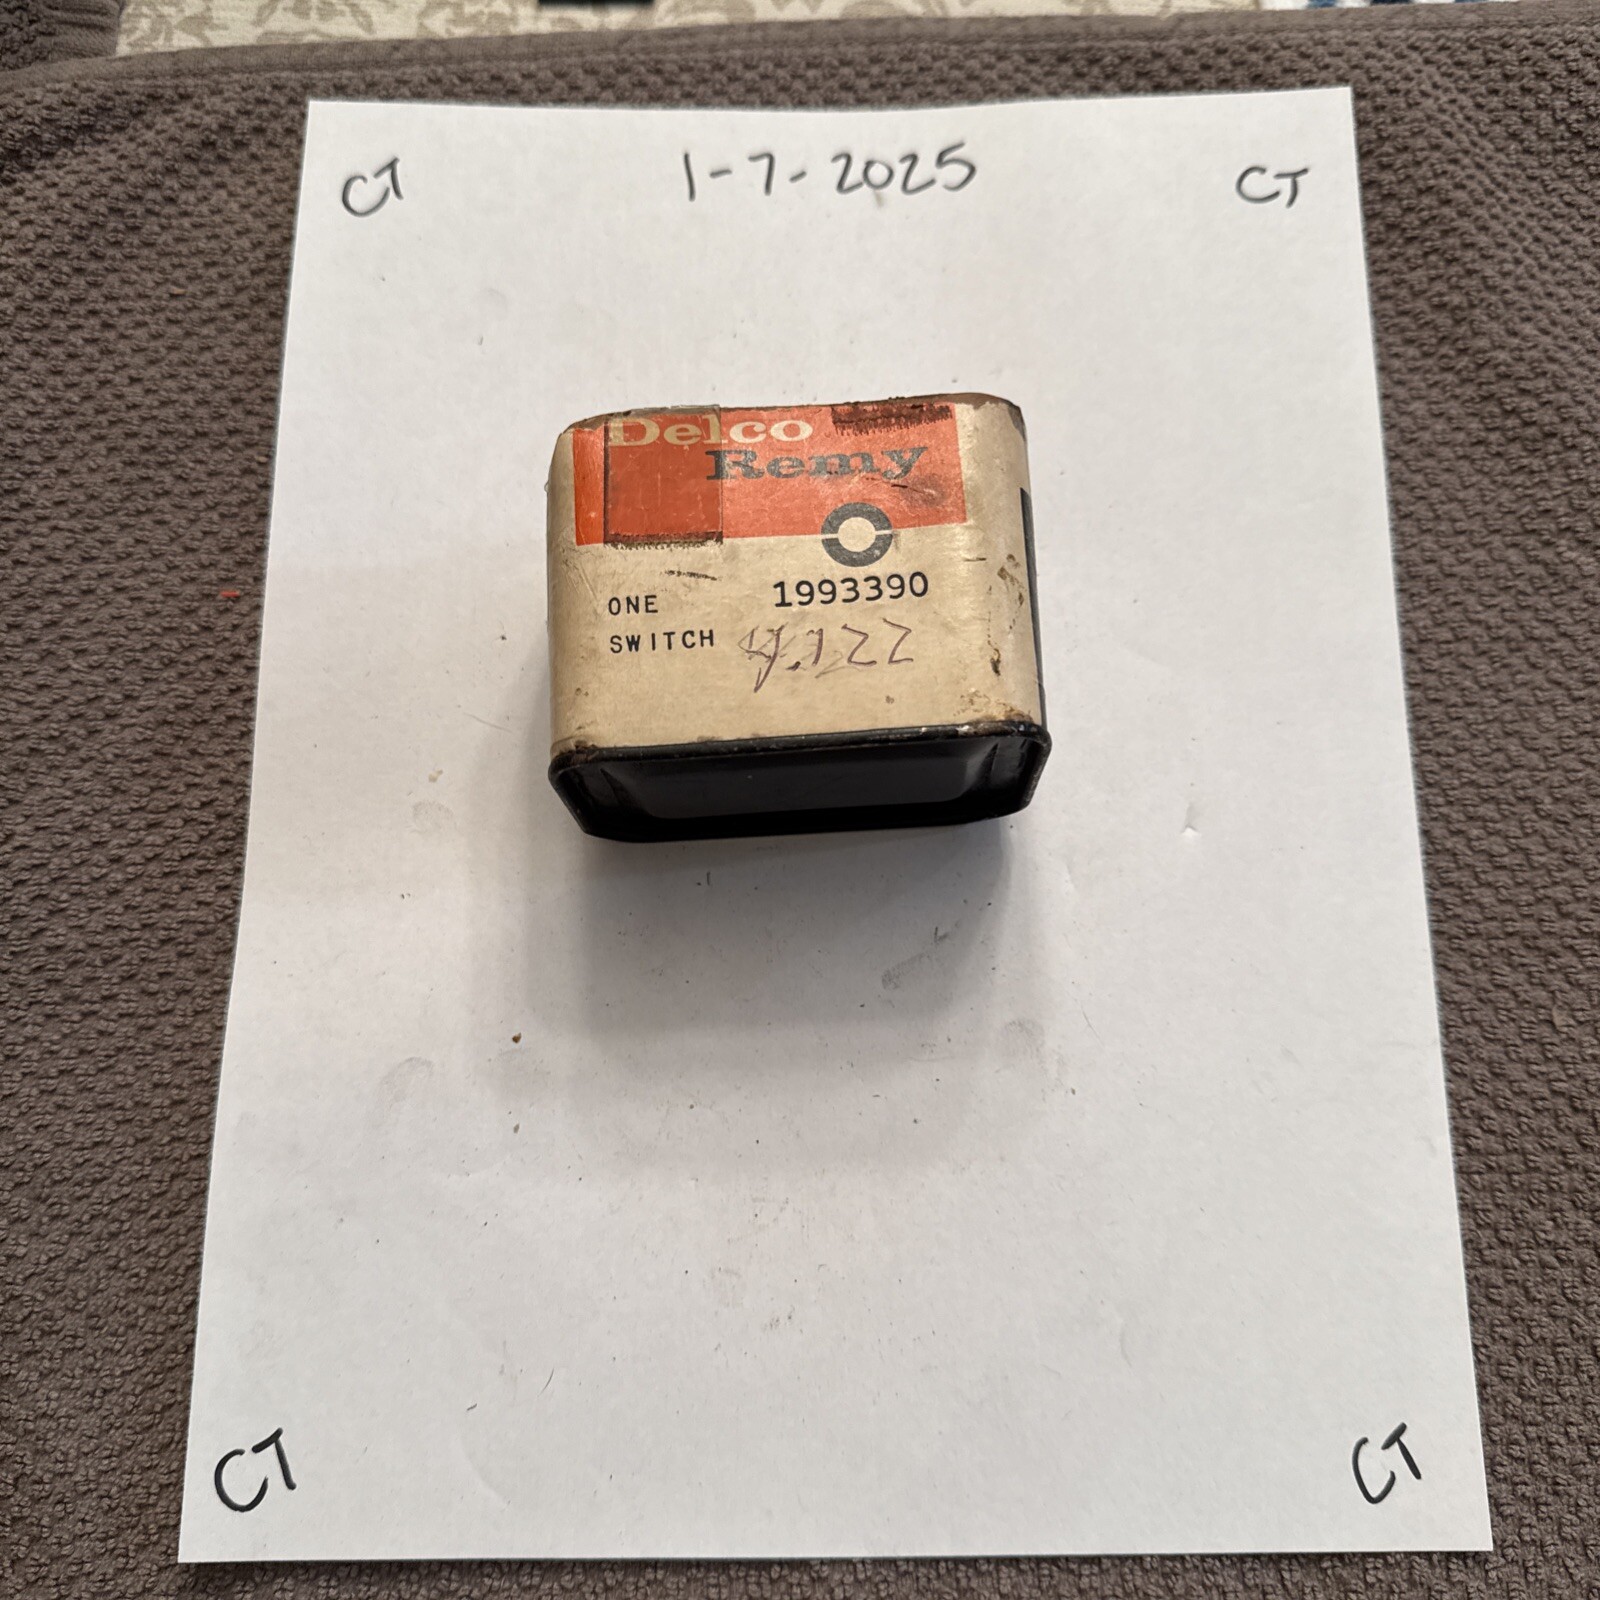 CT 1-7-2025 CT
Delco
Remy
1993390
ONE
SWITCH
CT CT